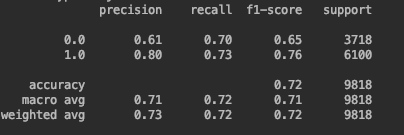 precision recall f1-score support
0.0 0.61 0.70 0.65 3718
1.0 0.80 0.73 0.76 6100
accuracy 0.72 9818
macro avg 0.71 0.72 0.71 9818
weighted avg 0.73 0.72 0.72 9818